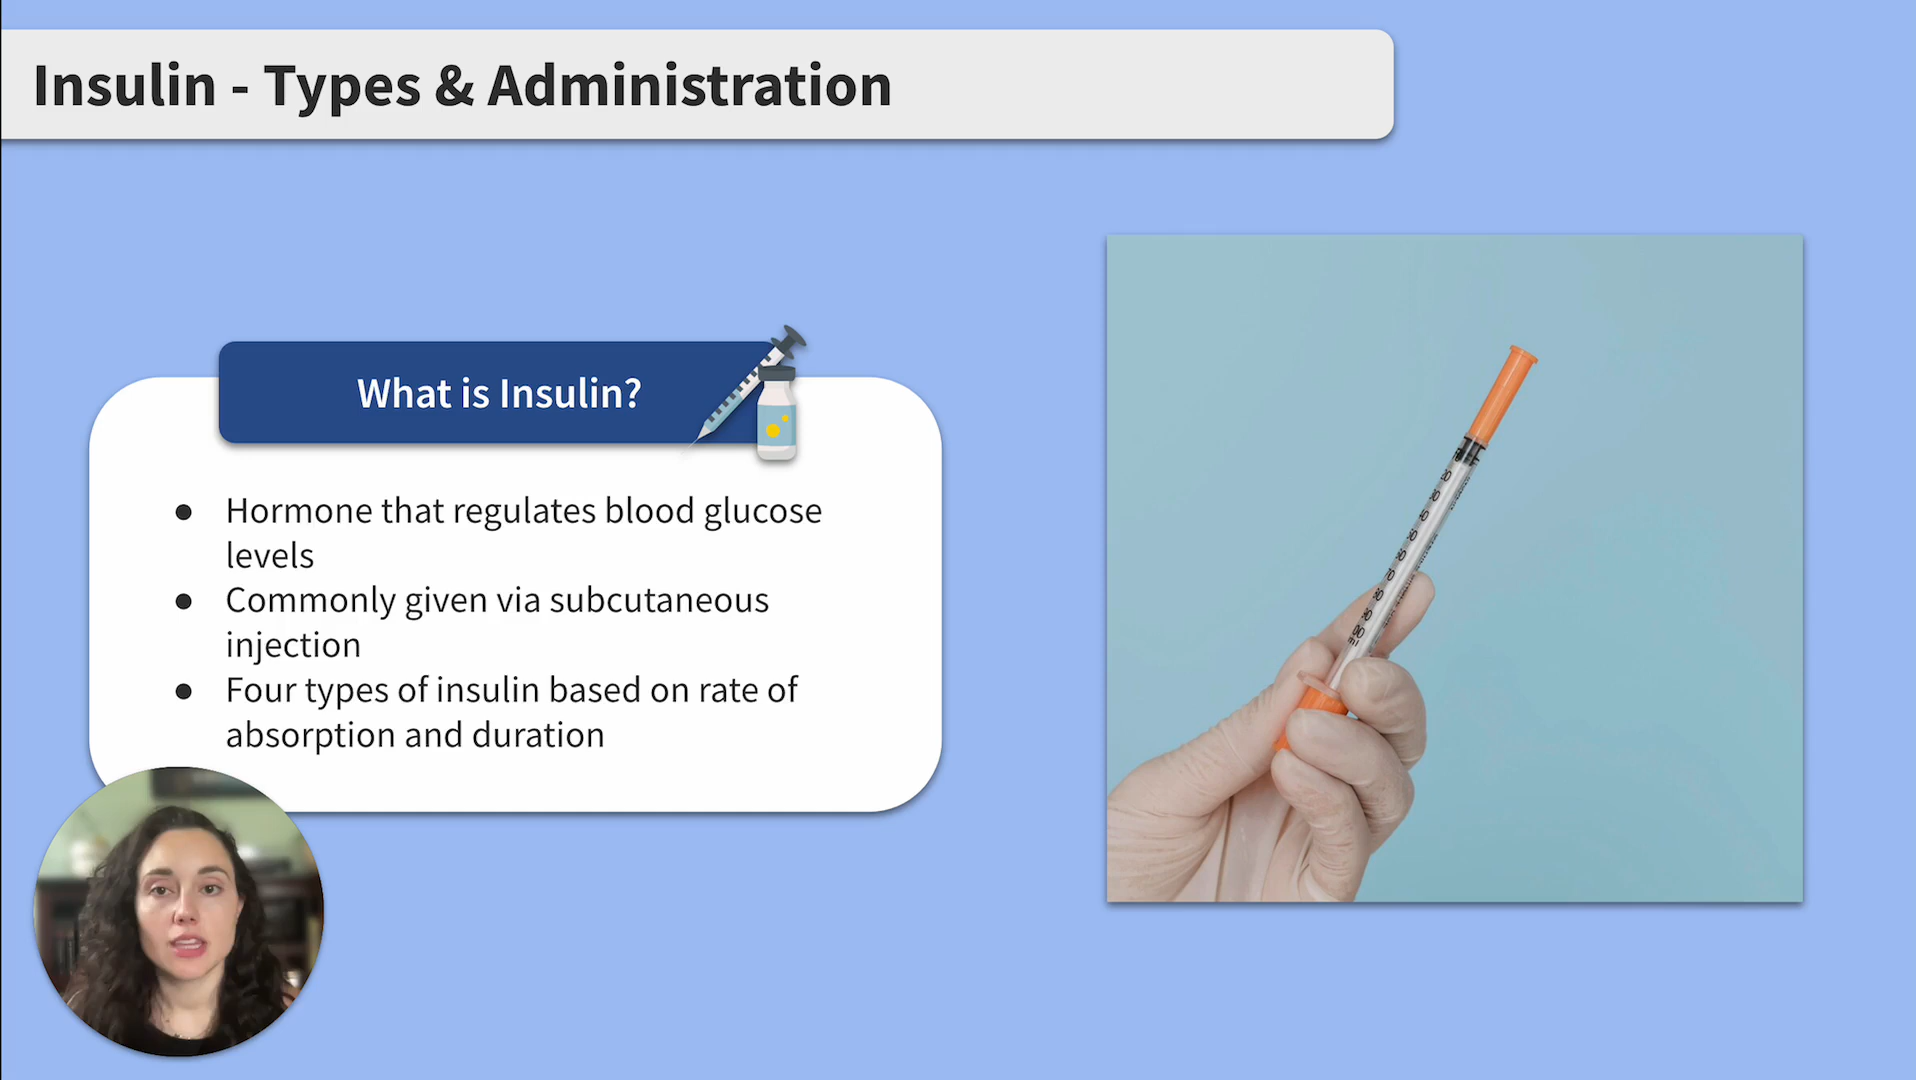 Insulin - Types & Administration
What is Insulin?
● Hormone that regulates blood glucose
levels
● Commonly given via subcutaneous
injection
● Four types of insulin based on rate of
absorption and duration